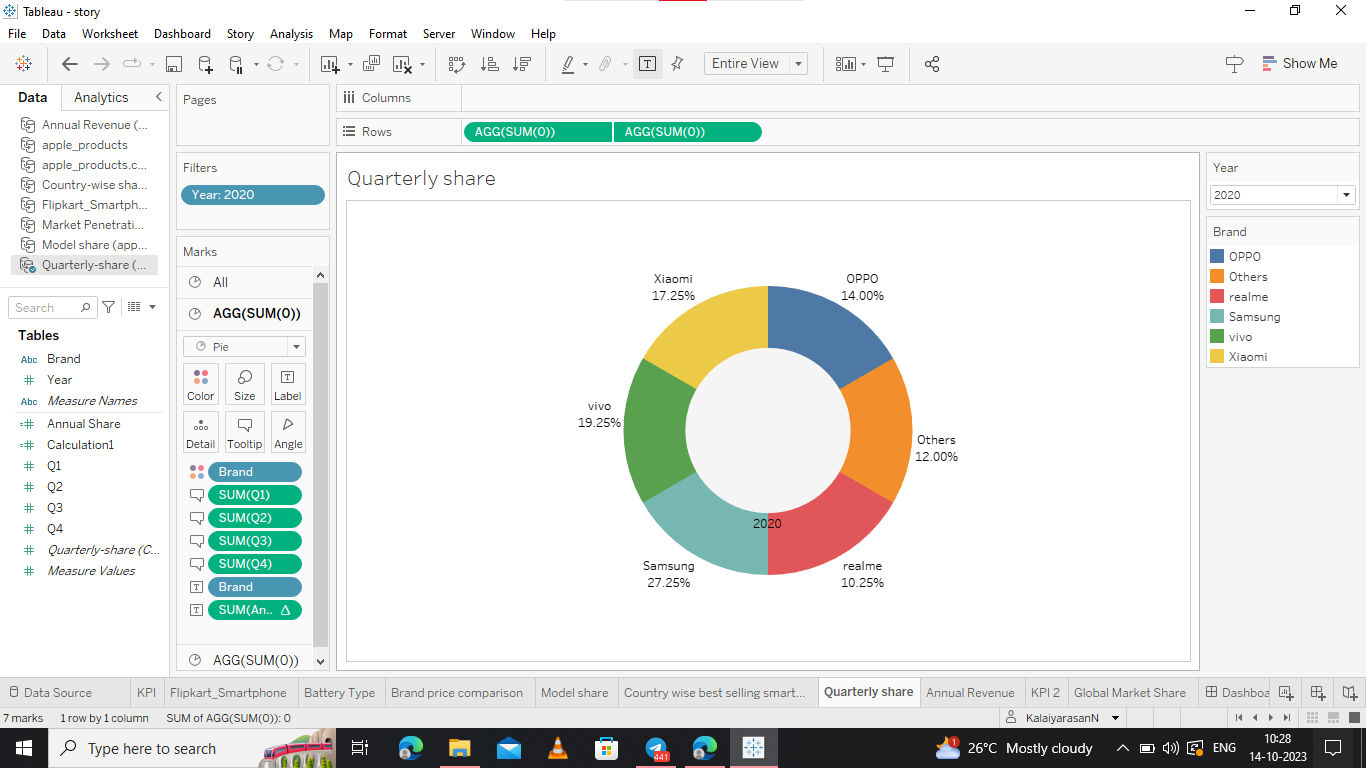 Tableau - story
File Data Worksheet Dashboard Story Analysis Map Format Server Window Help
Entire View
Show Me
Data Analytics
Annual Revenue (...
apple_products
apple_products.c...
Country-wise sha...
Flipkart_Smartph...
Market Penetrati...
Model share (app...
Quarterly-share (...
Search
Tables
Abc Brand
Year
Abc Measure Names
Annual Share
Calculation1
Q1
Q2
Q3
Q4
Quarterly-share (C...
Measure Values
Pages
Filters
Year: 2020
Marks
All
AGG(SUM(0))
Pie
Color Size Label
Detail Tooltip Angle
Brand
SUM(Q1)
SUM(Q2)
SUM(Q3)
SUM(Q4)
Brand
SUM(An..
AGG(SUM(0))
Columns
Rows AGG(SUM(0)) AGG(SUM(0))
Quarterly share
Xiaomi
17.25%
OPPO
14.00%
vivo
19.25%
Others
12.00%
2020
Samsung
27.25%
realme
10.25%
Year
2020
Brand
OPPO
Others
realme
Samsung
vivo
Xiaomi
Data Source KPI Flipkart_Smartphone Battery Type Brand price comparison Model share Country wise best selling smart... Quarterly share Annual Revenue KPI 2 Global Market Share Dashboa
7 marks 1 row by 1 column SUM of AGG(SUM(0)): 0 KalaiyarasanN
Type here to search 441 1 26°C Mostly cloudy ENG 10:28
14-10-2023